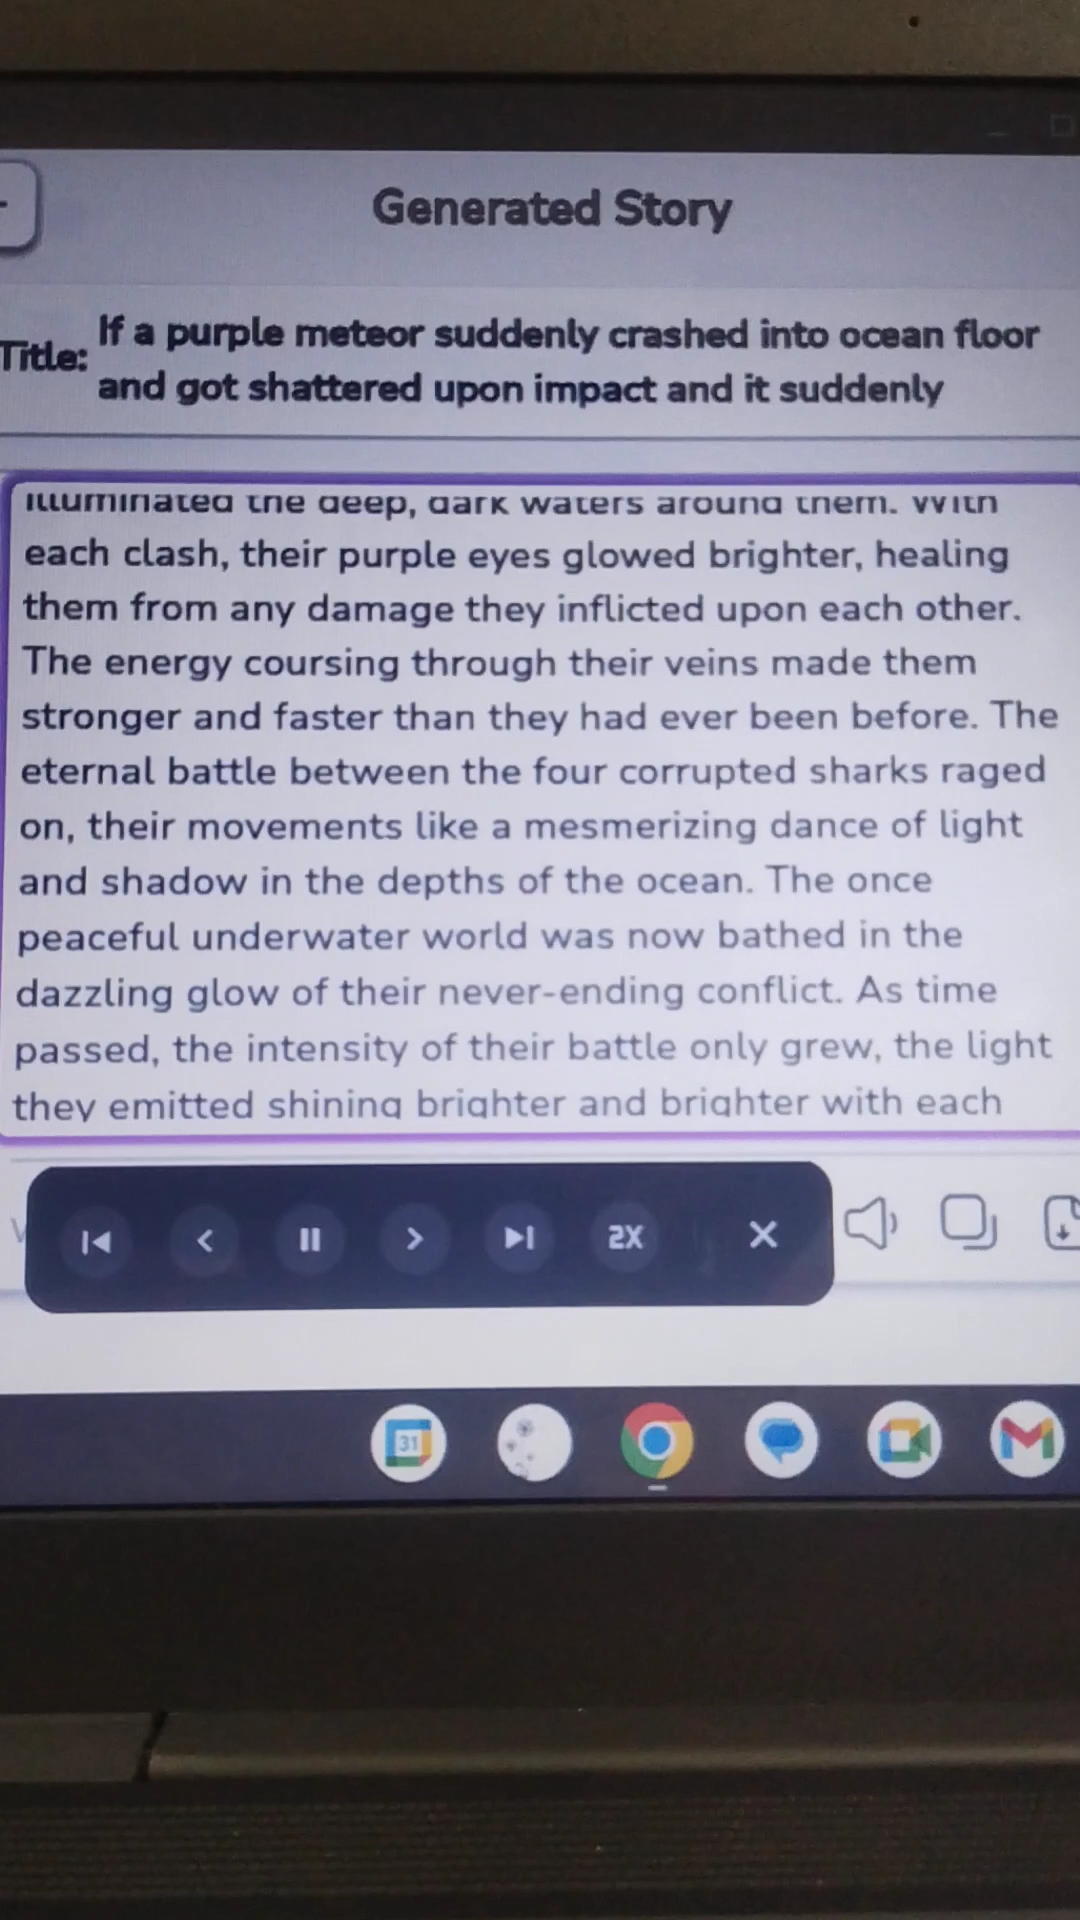 Generated Story
Title:
If a purple meteor suddenly crashed into ocean floor
and got shattered upon impact and it suddenly
illuminated the deep, dark waters around them. With
each clash, their purple eyes glowed brighter, healing
them from any damage they inflicted upon each other.
The energy coursing through their veins made them
stronger and faster than they had ever been before. The
eternal battle between the four corrupted sharks raged
on, their movements like a mesmerizing dance of light
and shadow in the depths of the ocean. The once
peaceful underwater world was now bathed in the
dazzling glow of their never-ending conflict. As time
passed, the intensity of their battle only grew, the light
they emitted shining brighter and brighter with each
2X
31